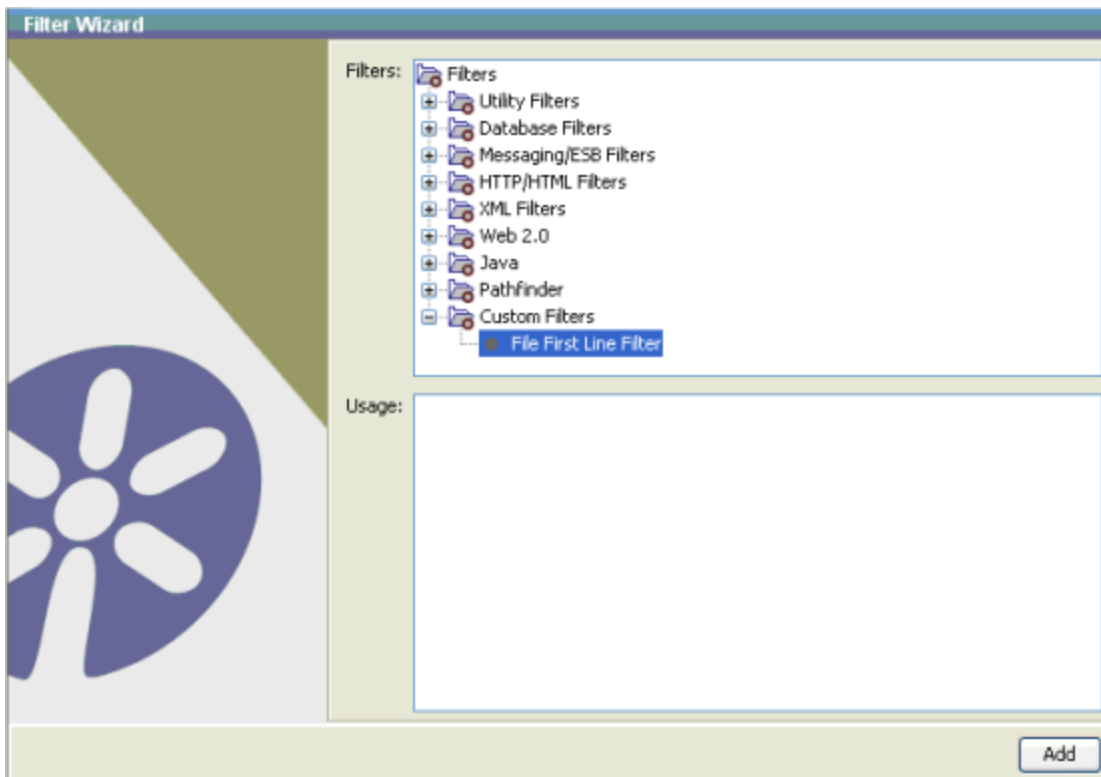 Filter Wizard
Filters:
Filters
Utility Filters
Database Filters
Messaging/ESB Filters
HTTP/HTML Filters
XML Filters
Web 2.0
Java
Pathfinder
Custom Filters
File First Line Filter
Usage:
Add